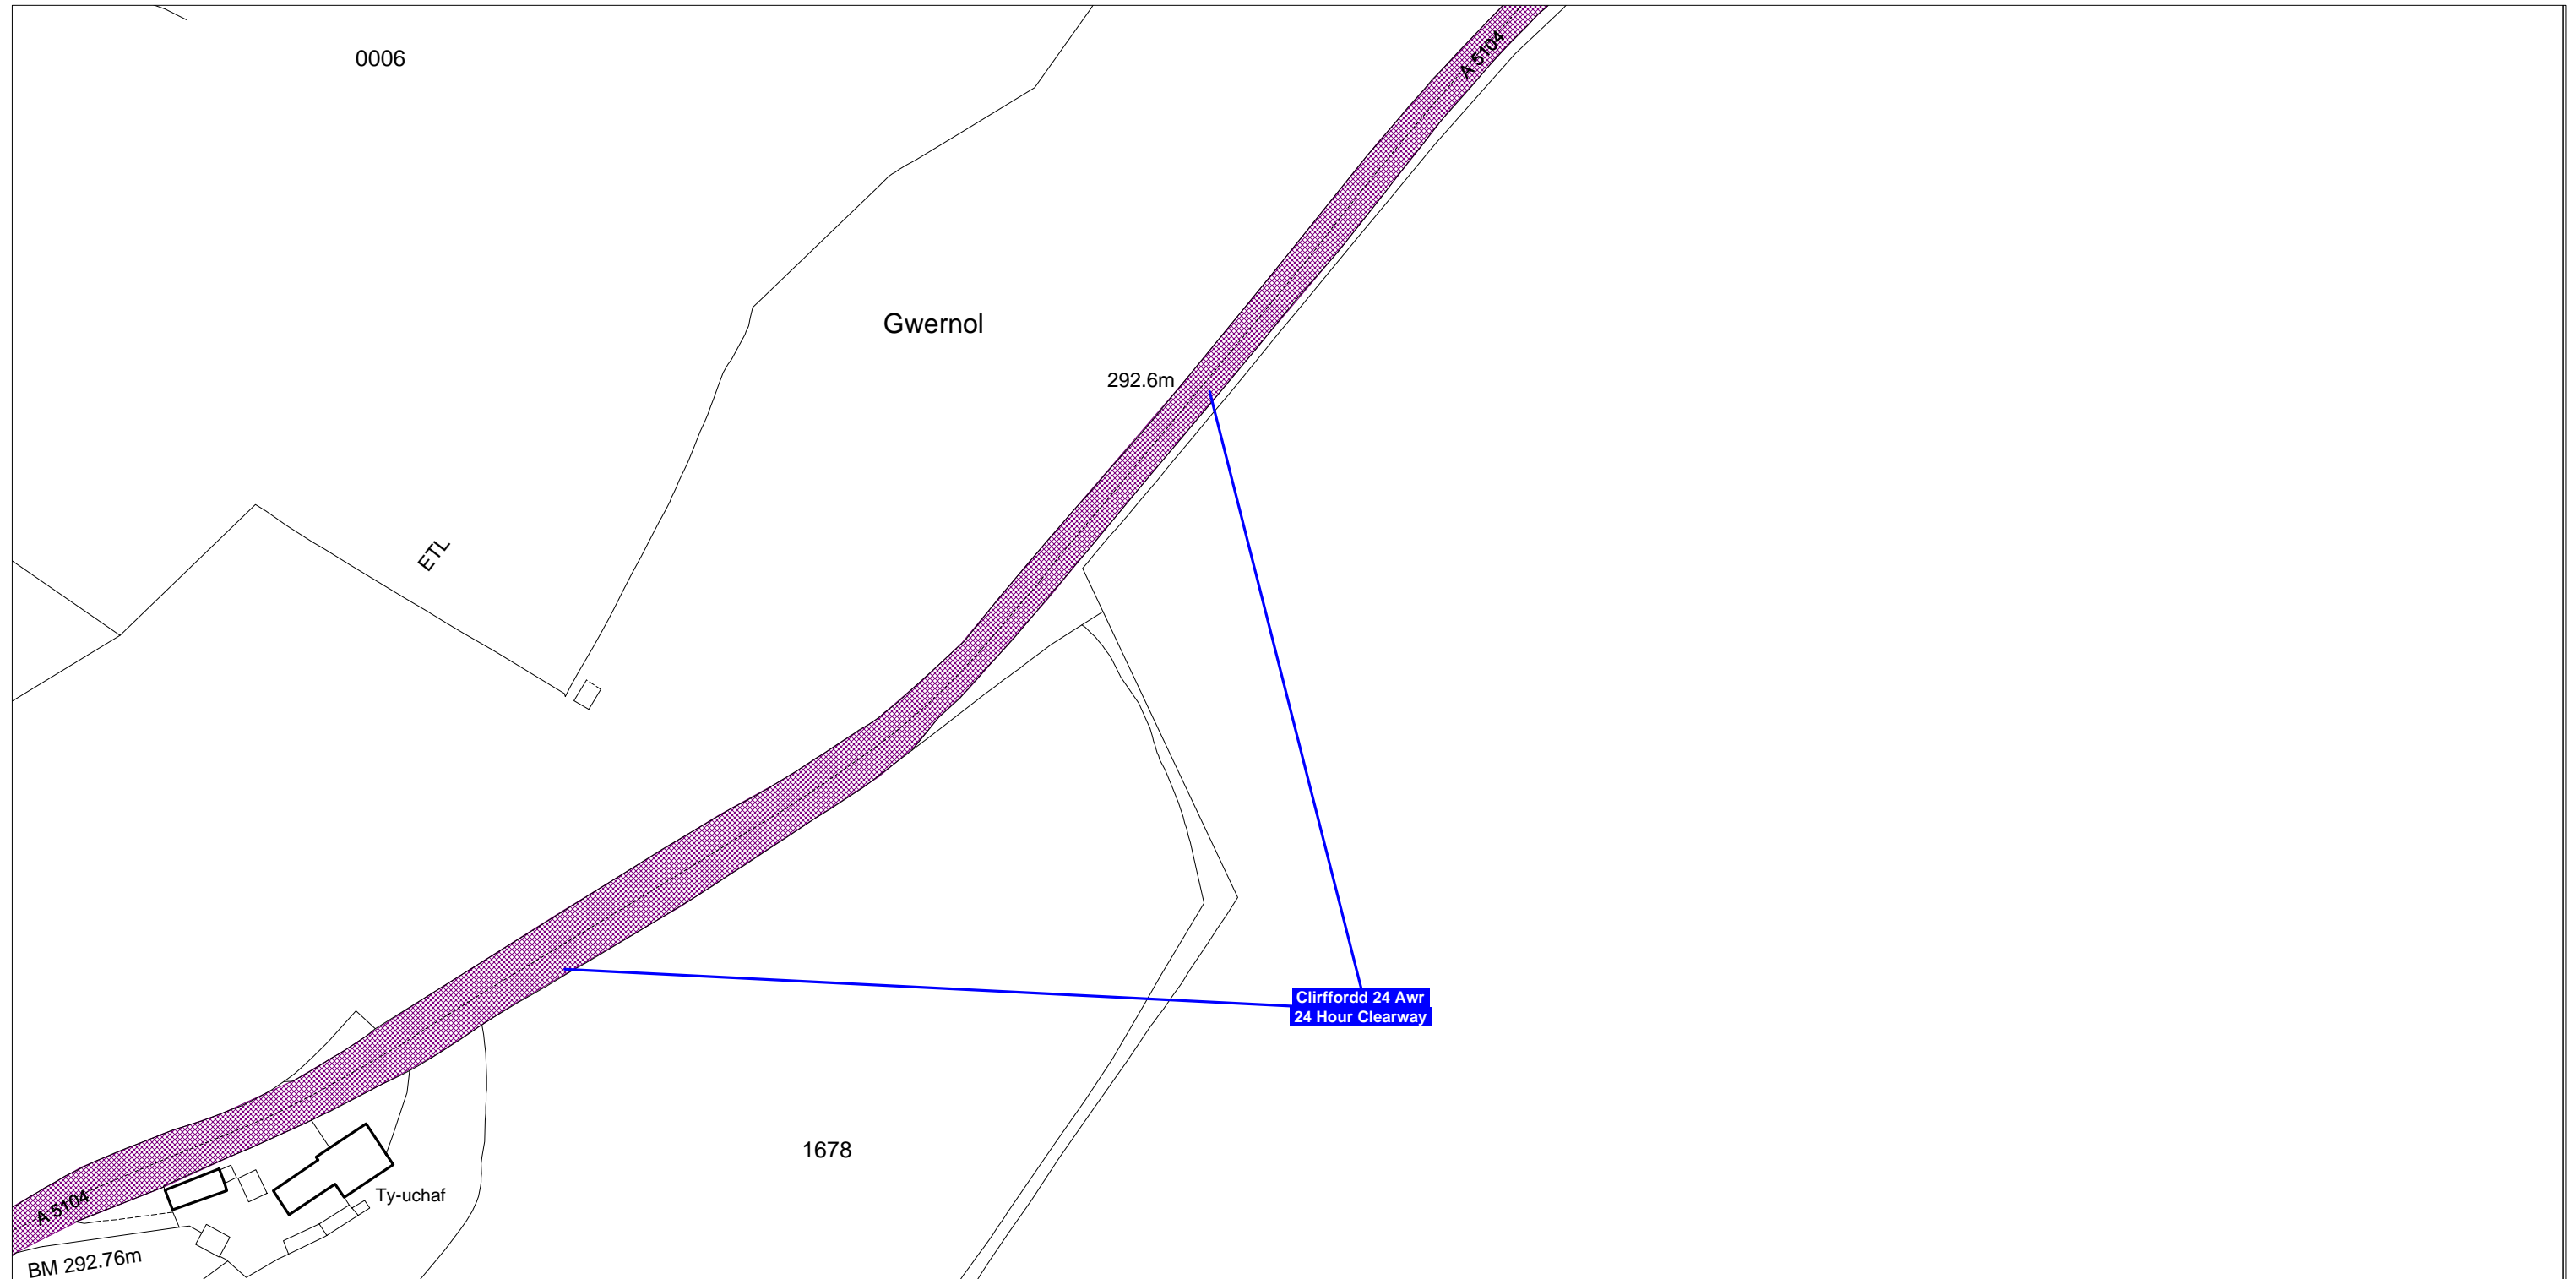 0006
A 5104
Gwernol
292.6m
ETL
Clirffordd 24 Awr
24 Hour Clearway
1678
Ty-uchaf
A 5104
BM 292.76m